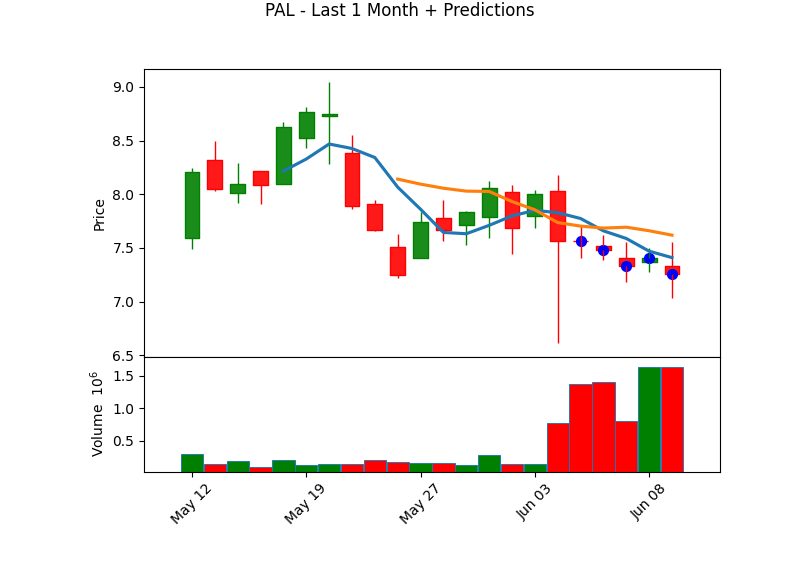 PAL - Last 1 Month + Predictions
Price
9.0
8.5
8.0
7.5
7.0
6.5
Volume 10^6
1.5
1.0
0.5
May 12
May 19
May 27
Jun 03
Jun 08